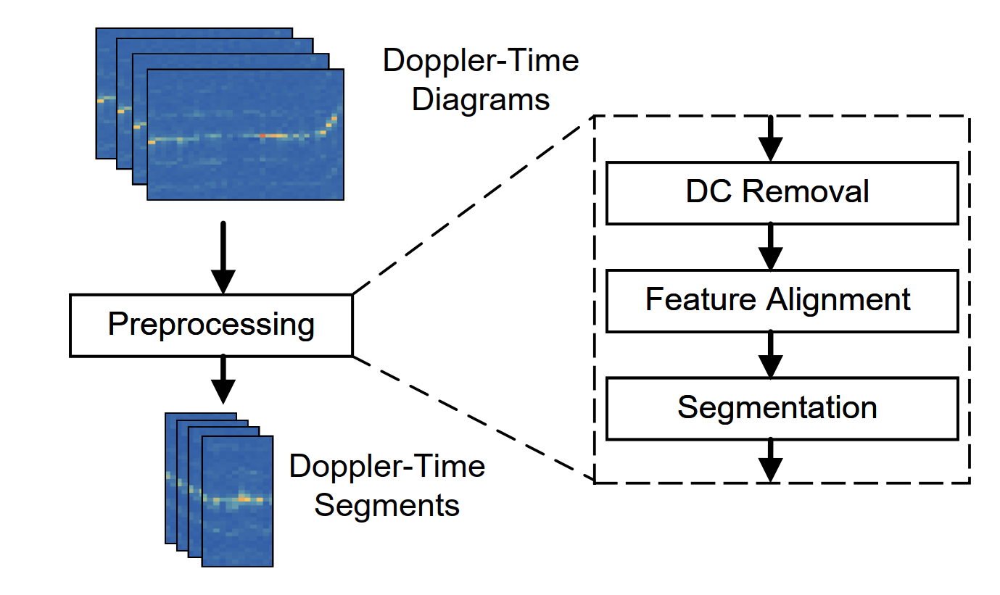 Doppler-Time
Diagrams
Preprocessing
Doppler-Time
Segments
DC Removal
Feature Alignment
Segmentation